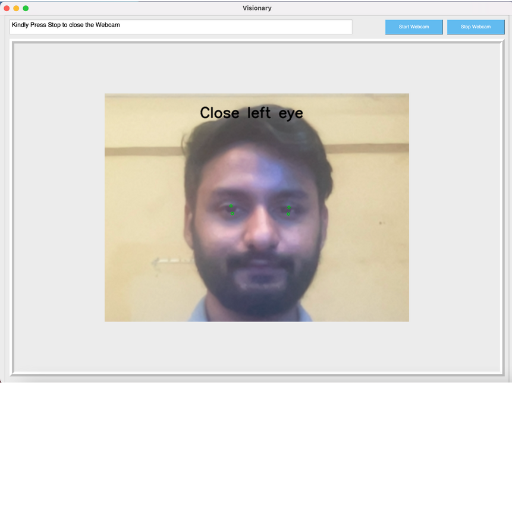 Visionary
Kindly Press Stop to close the Webcam
Start Webcam
Stop Webcam
Close left eye